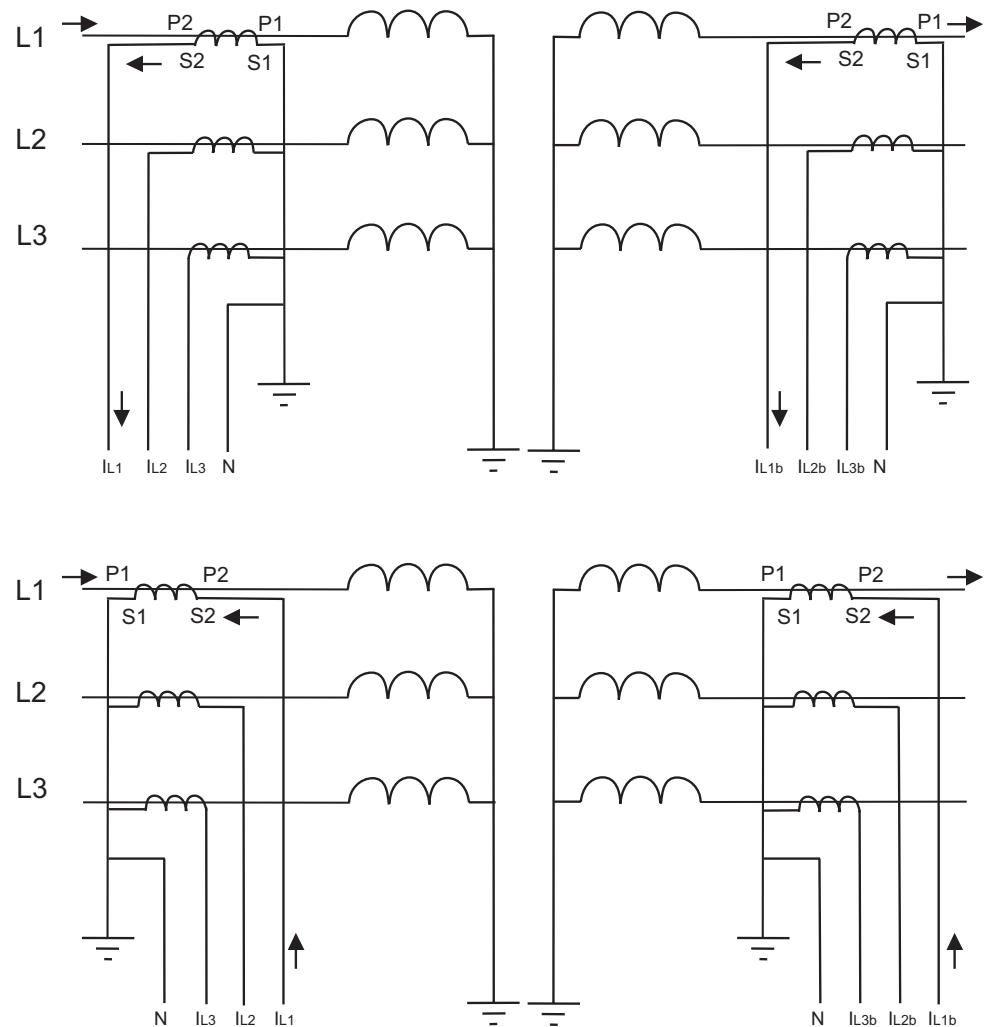 P2 P1 P2 P1
L1
S2 S1 S2 S1
L2
L3
IL1 IL2 IL3 N IL1b IL2b IL3b N
L1 P1 P2 P1 P2
S1 S2 S1 S2
L2
L3
N IL3 IL2 IL1 N IL3b IL2b IL1b